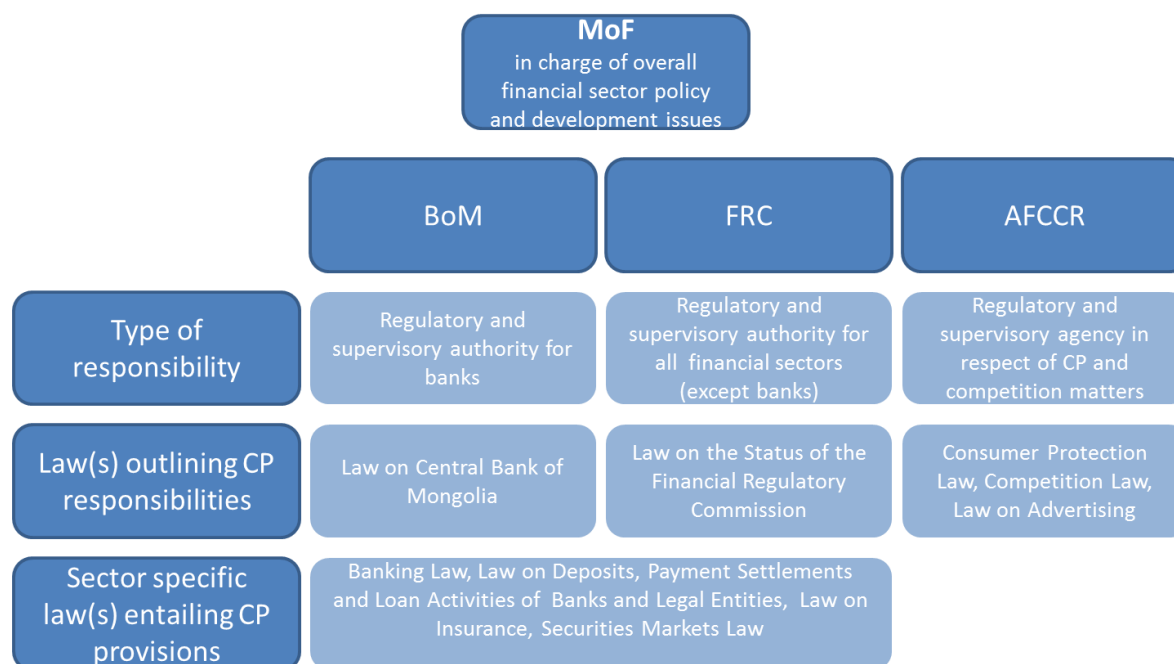 MoF
in charge of overall
financial sector policy
and development issues
BoM
FRC
AFCCR
Type of
responsibility
Regulatory and
supervisory authority for
banks
Regulatory and
supervisory authority for
all financial sectors
(except banks)
Regulatory and
supervisory agency in
respect of CP and
competition matters
Law(s) outlining CP
responsibilities
Law on Central Bank of
Mongolia
Law on the Status of the
Financial Regulatory
Commission
Consumer Protection
Law, Competition Law,
Law on Advertising
Sector specific
law(s) entailing CP
provisions
Banking Law, Law on Deposits, Payment Settlements
and Loan Activities of Banks and Legal Entities, Law on
Insurance, Securities Markets Law